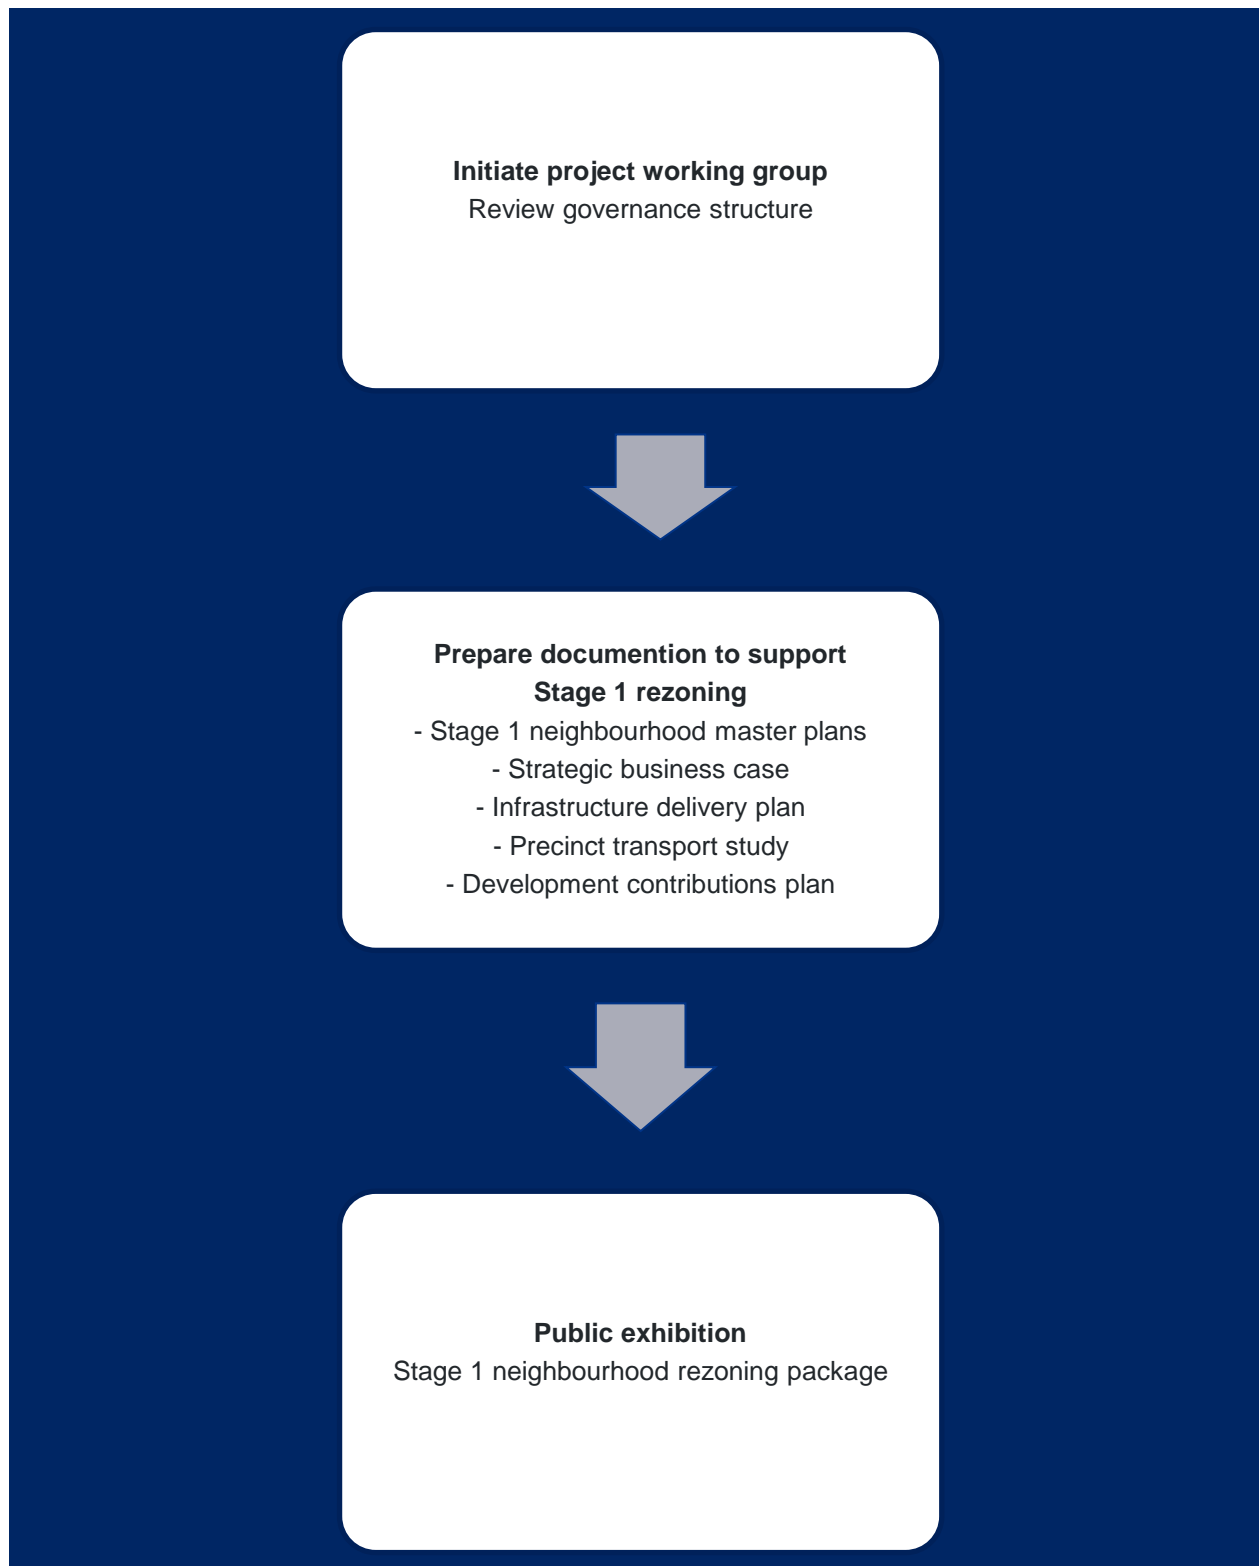 Initiate project working group
Review governance structure
Prepare documention to support
Stage 1 rezoning
- Stage 1 neighbourhood master plans
- Strategic business case
- Infrastructure delivery plan
- Precinct transport study
- Development contributions plan
Public exhibition
Stage 1 neighbourhood rezoning package